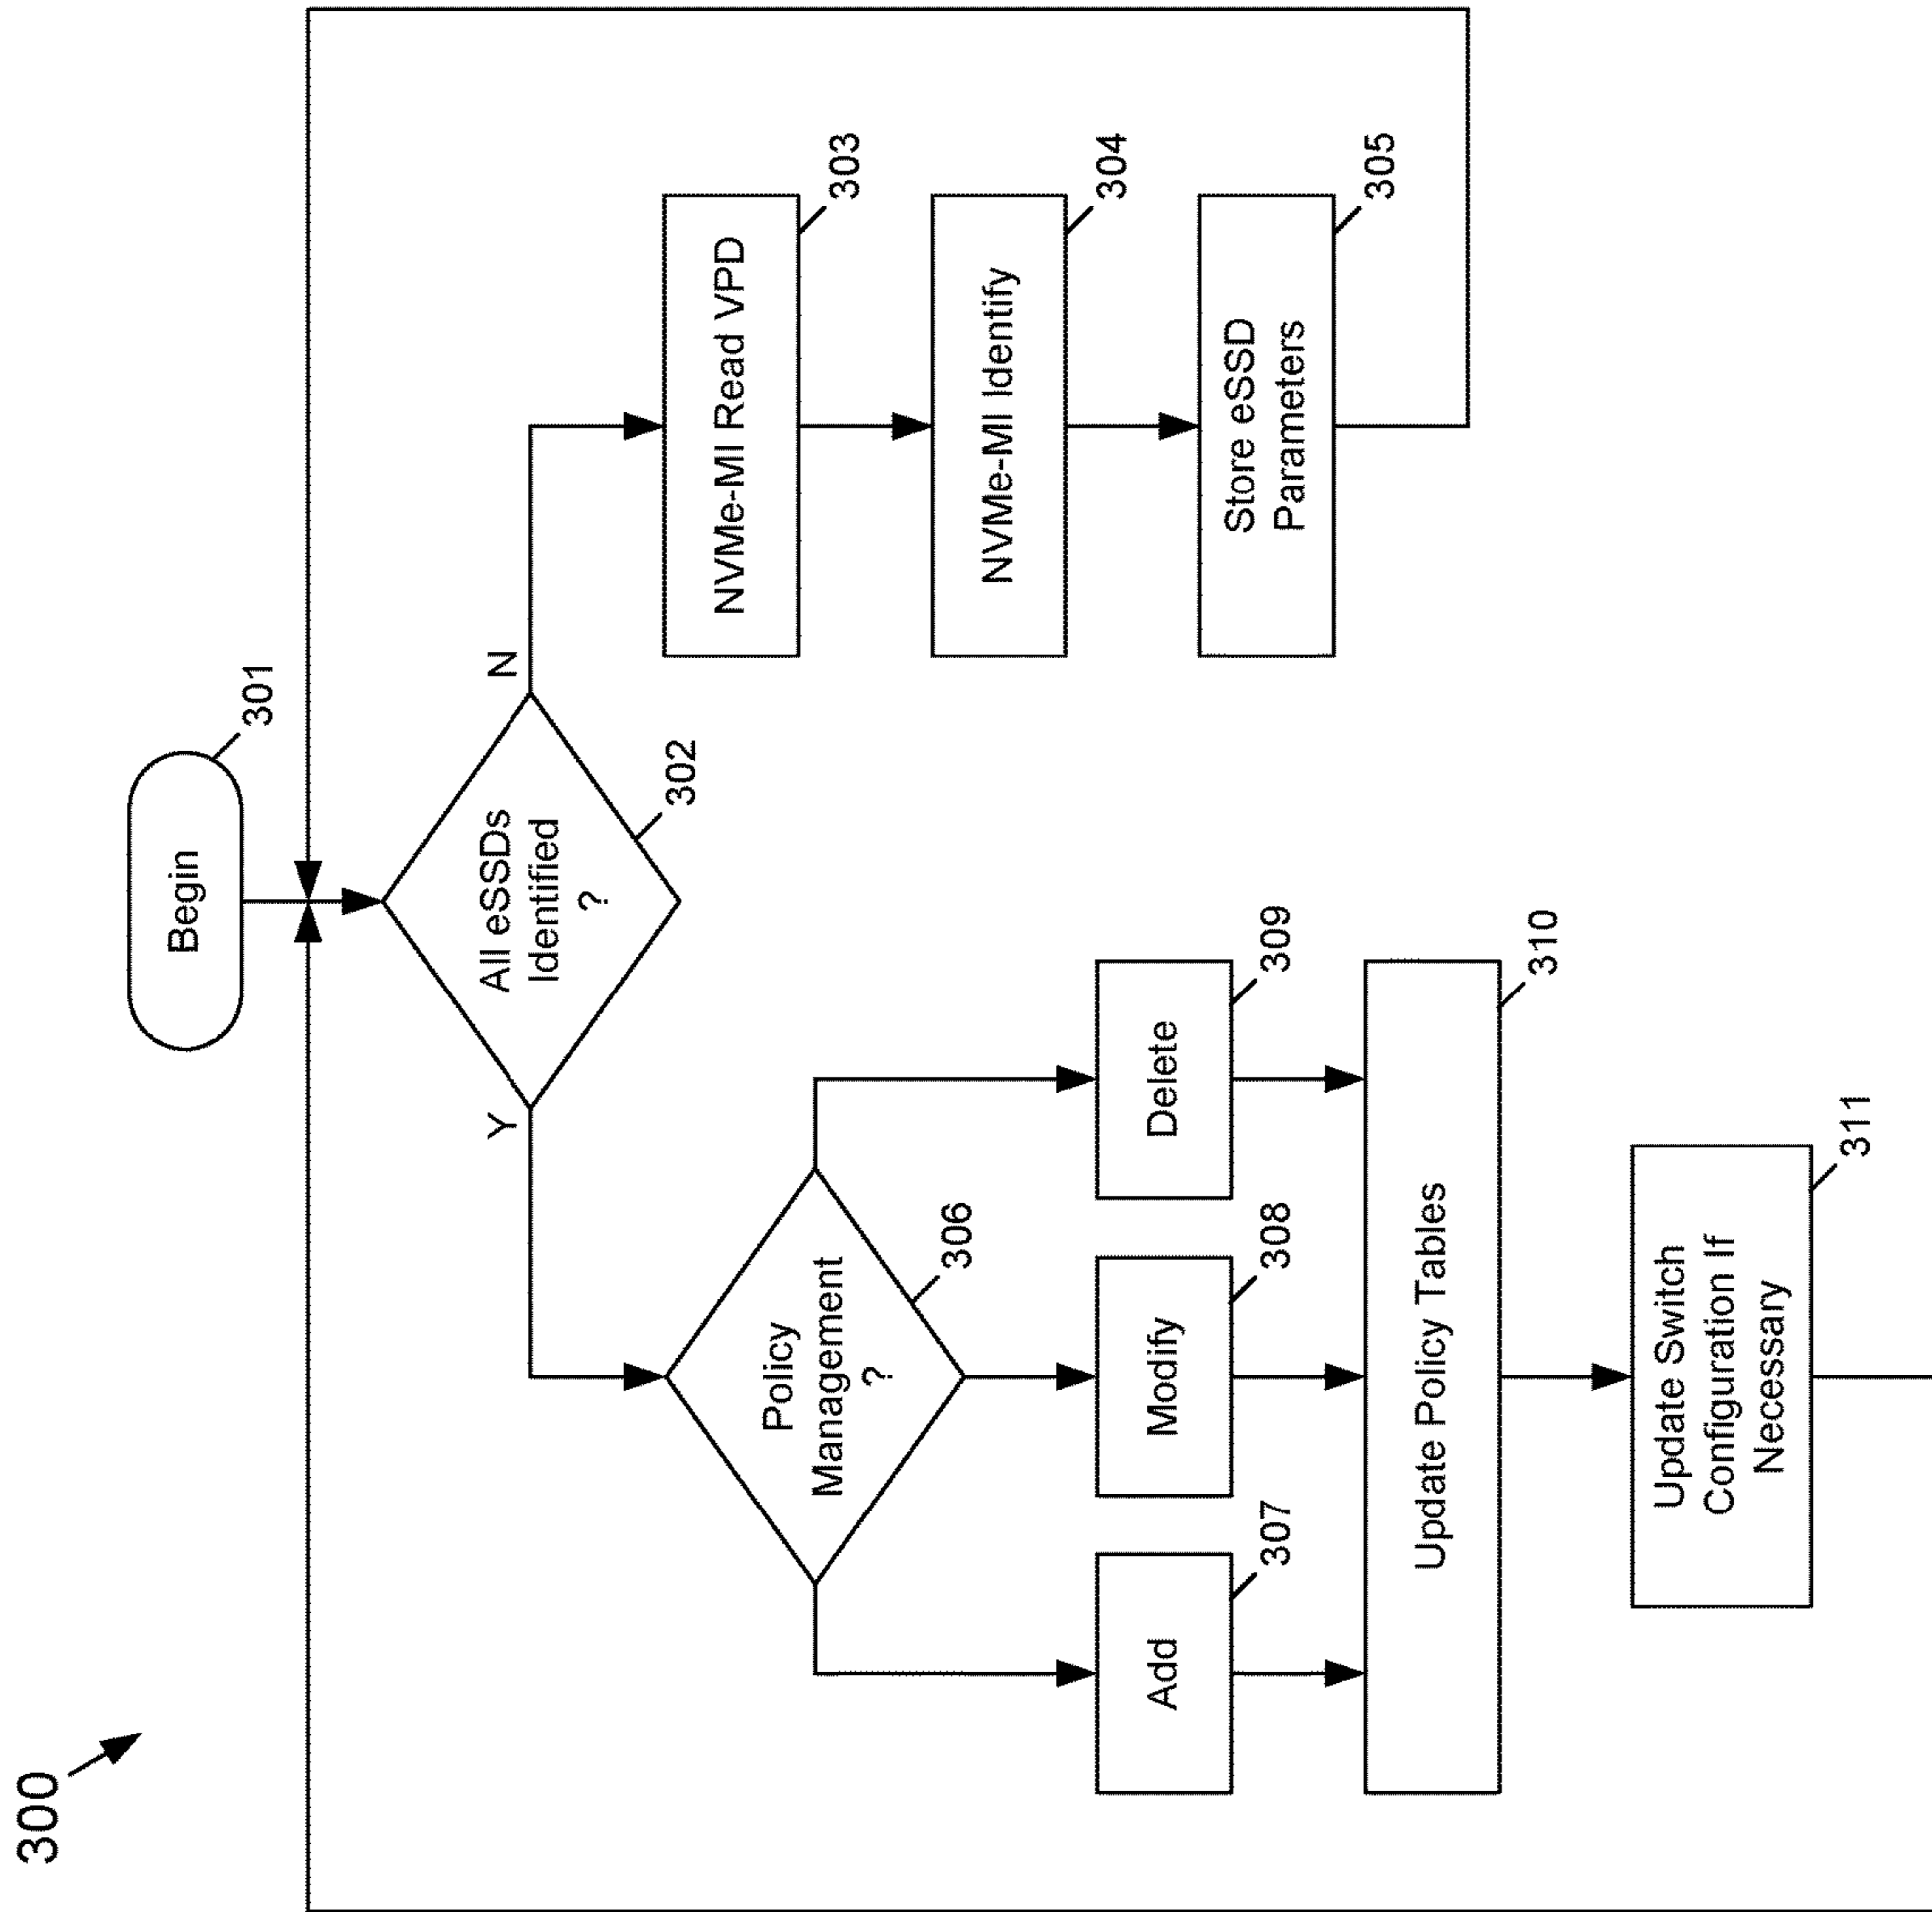 300
Begin
301
All eSSDs
Identified
?
302
Y
N
NVMe-MI Read VPD
303
NVMe-MI Identify
304
Store eSSD
Parameters
305
Policy
Management
?
306
Add
307
Modify
308
Delete
309
Update Policy Tables
310
Update Switch
Configuration If
Necessary
311